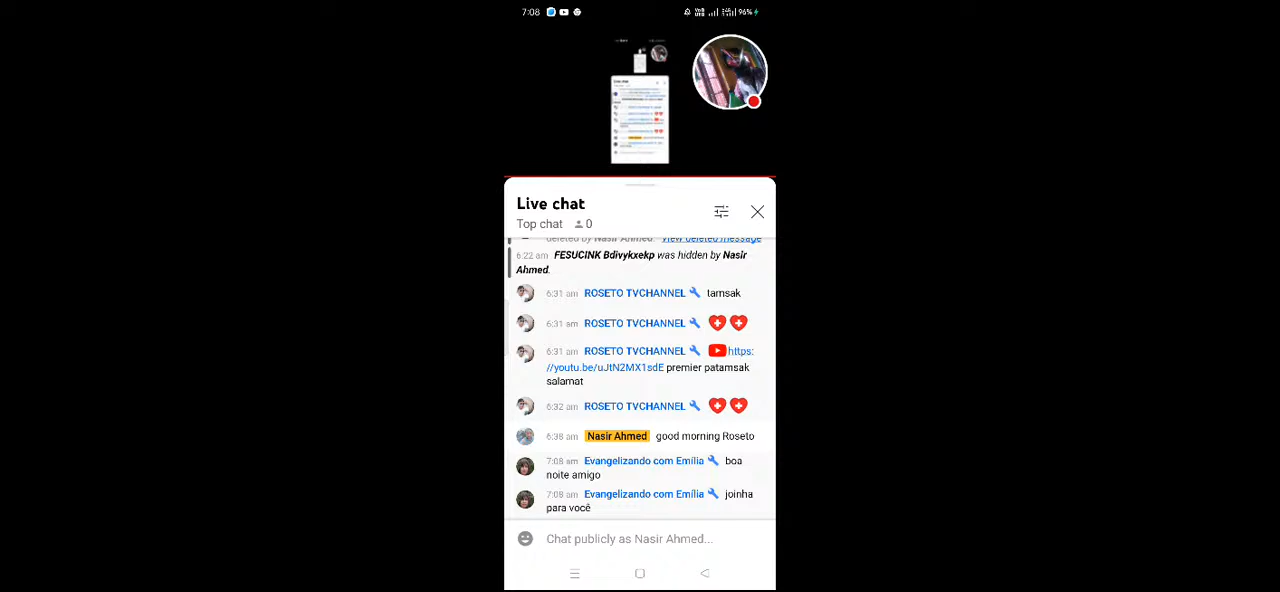 7:08 96%
Live chat
Top chat 0
deleted by Nasir Ahmed. View deleted message
6:22 am FESUCINK Bdivykxekp was hidden by Nasir
Ahmed.
6:31 am ROSETO TVCHANNEL tamsak
6:31 am ROSETO TVCHANNEL
6:31 am ROSETO TVCHANNEL https:
//youtu.be/uJtN2MX1sdE premier patamsak
salamat
6:32 am ROSETO TVCHANNEL
6:38 am Nasir Ahmed good morning Roseto
7:08 am Evangelizando com Emília boa
noite amigo
7:08 am Evangelizando com Emília joinha
para você
Chat publicly as Nasir Ahmed...